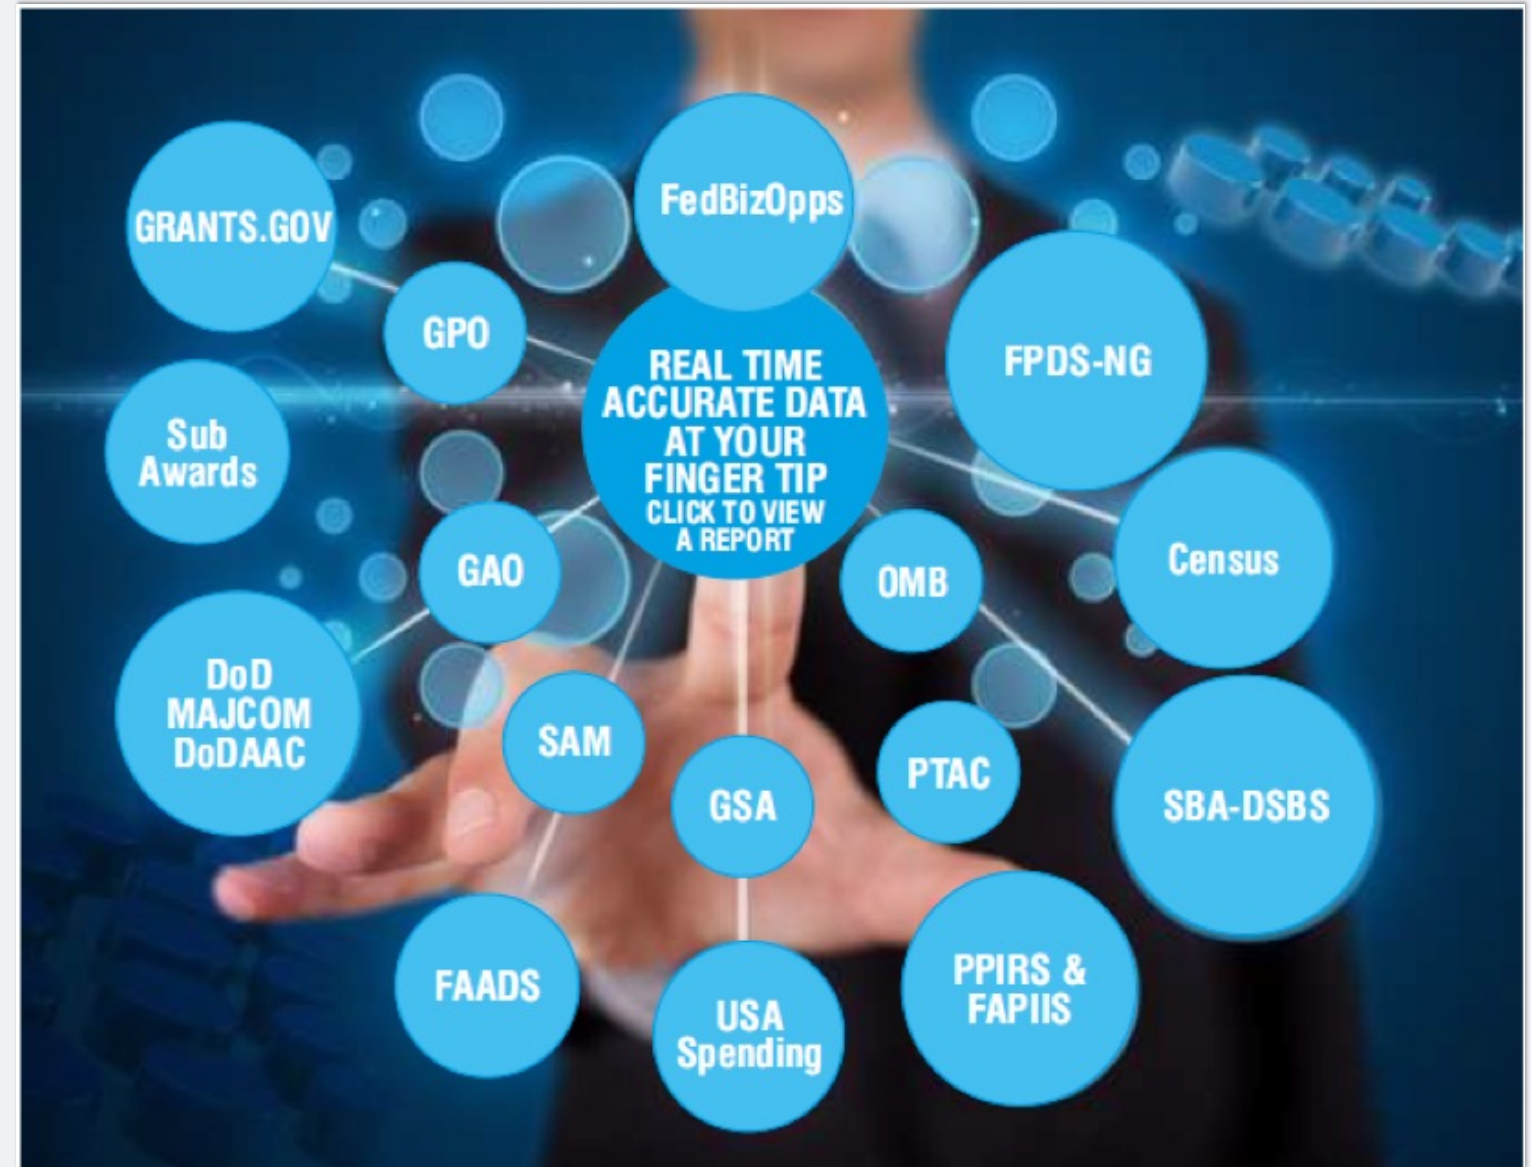 FedBizOpps
GRANTS.GOV
GPO
FPDS-NG
REAL TIME
ACCURATE DATA
AT YOUR
FINGER TIP
CLICK TO VIEW
A REPORT
Sub
Awards
GAO
OMB
Census
DoD
MAJCOM
DoDAAC
SAM
GSA
PTAC
SBA-DSBS
FAADS
USA
Spending
PPIRS &
FAPIIS